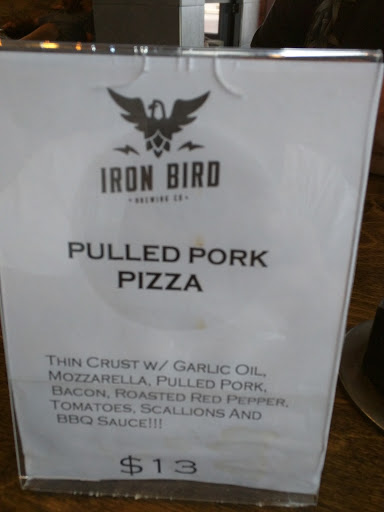 IRON BIRD
• BREWING CO •
PULLED PORK
PIZZA
THIN CRUST W/ GARLIC OIL,
MOZZARELLA, PULLED PORK,
BACON, ROASTED RED PEPPER,
TOMATOES, SCALLIONS AND
BBQ SAUCE!!!
$13